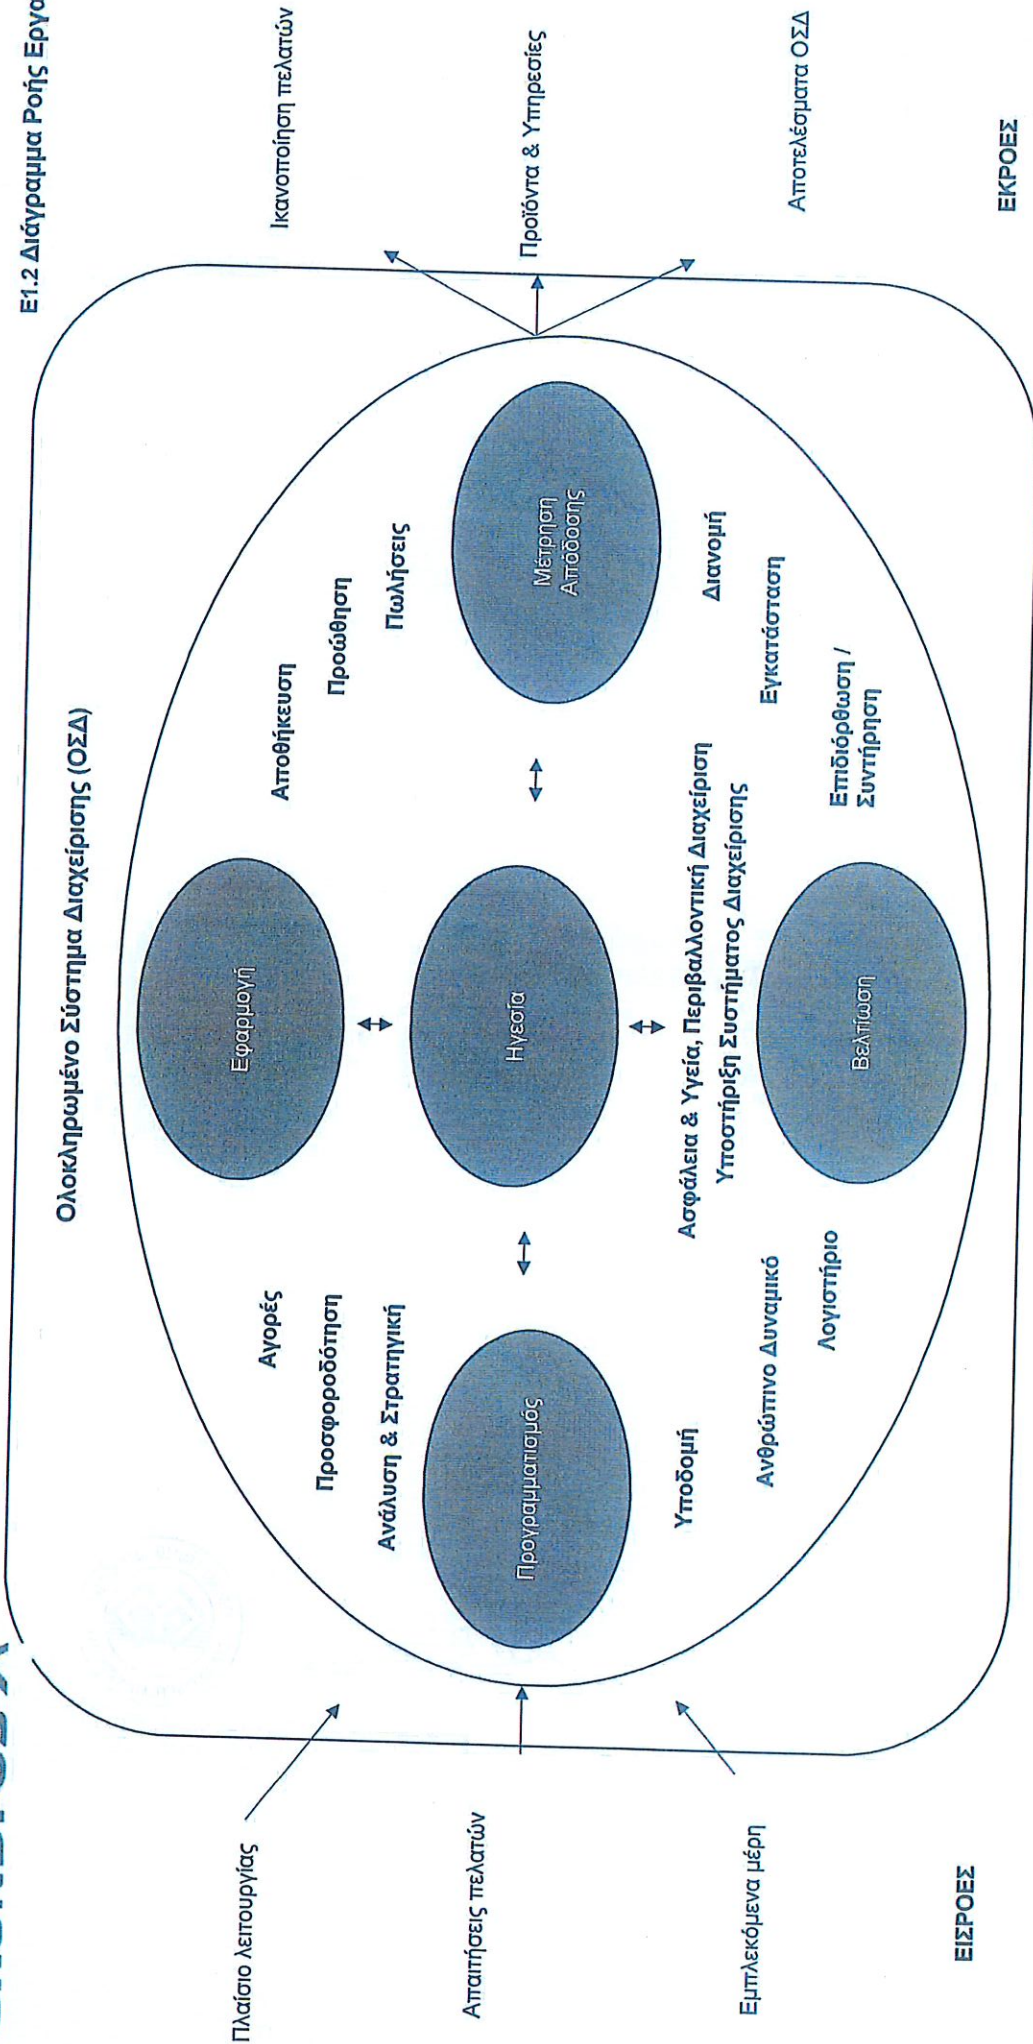 Ε1.2 Διάγραμμα Ροής
Ολοκληρωμένο Σύστημα Διαχείρισης (ΟΣΔ)
Πλαίσιο λειτουργίας
Απαιτήσεις πελατών
Εμπλεκόμενα μέρη
ΕΙΣΡΟΕΣ
Αγορές
Προσφοροδότηση
Ανάλυση & Στρατηγική
Προγραμματισμός
Υποδομή
Ανθρώπινο Δυναμικό
Λογιστήριο
Εφαρμογή
Ηγεσία
Ασφάλεια & Υγεία, Περιβαλλοντική Διαχείριση
Υποστήριξη Συστήματος Διαχείρισης
Βελτίωση
Αποθήκευση
Προώθηση
Πωλήσεις
Μέτρηση
Απόδοσης
Διανομή
Εγκατάσταση
Επιδιόρθωση /
Συντήρηση
Ικανοποίηση πελατών
Προϊόντα & Υπηρεσίες
Αποτελέσματα ΟΣΔ
ΕΚΡΟΕΣ